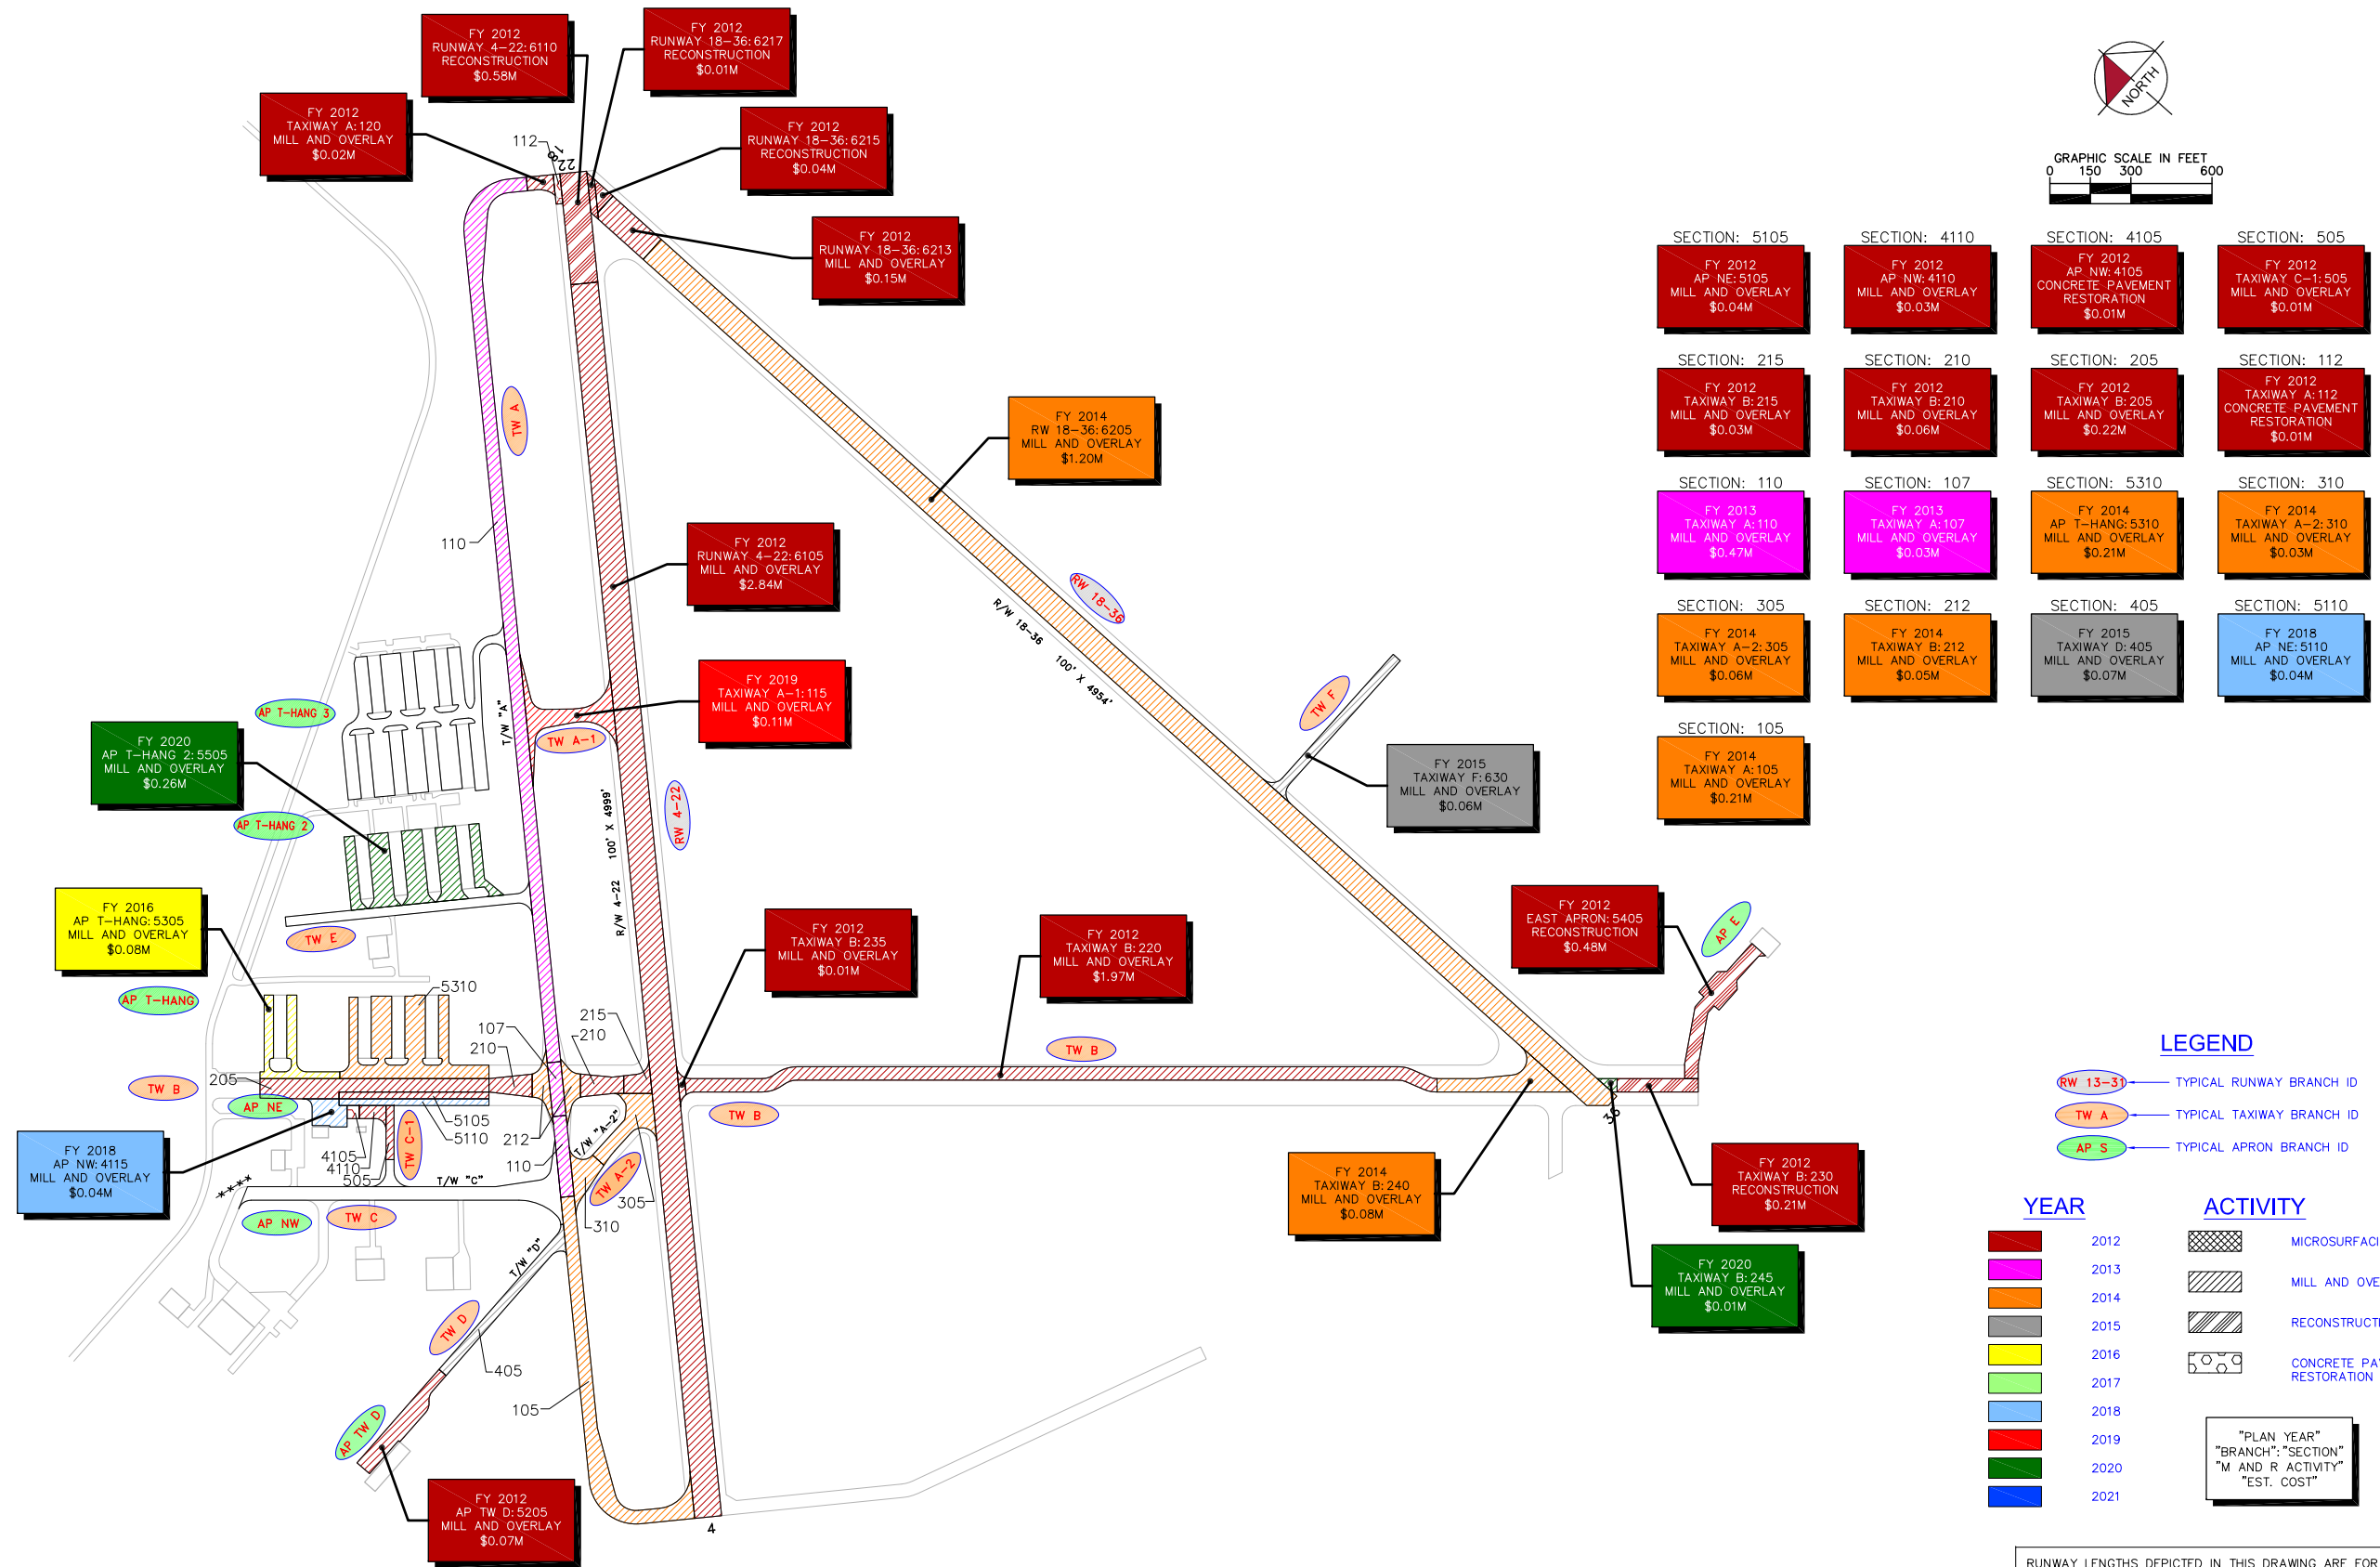 FY 2012
RUNWAY 4-22:6110
RECONSTRUCTION
$0.58M
FY 2012
RUNWAY 18-36:6217
RECONSTRUCTION
$0.01M
FY 2012
TAXIWAY A:120
MILL AND OVERLAY
$0.02M
FY 2012
RUNWAY 18-36:6215
RECONSTRUCTION
$0.04M
112
18
22
FY 2012
RUNWAY 18-36:6213
MILL AND OVERLAY
$0.15M
NORTH
GRAPHIC SCALE IN FEET
0 150 300 600
SECTION: 5105
FY 2012
AP NE:5105
MILL AND OVERLAY
$0.04M
SECTION: 4110
FY 2012
AP NW:4110
MILL AND OVERLAY
$0.03M
SECTION: 4105
FY 2012
AP NW:4105
CONCRETE PAVEMENT
RESTORATION
$0.01M
SECTION: 505
FY 2012
TAXIWAY C-1:505
MILL AND OVERLAY
$0.01M
SECTION: 215
FY 2012
TAXIWAY B:215
MILL AND OVERLAY
$0.03M
SECTION: 210
FY 2012
TAXIWAY B:210
MILL AND OVERLAY
$0.06M
SECTION: 205
FY 2012
TAXIWAY B:205
MILL AND OVERLAY
$0.22M
SECTION: 112
FY 2012
TAXIWAY A:112
CONCRETE PAVEMENT
RESTORATION
$0.01M
SECTION: 110
FY 2013
TAXIWAY A:110
MILL AND OVERLAY
$0.47M
SECTION: 107
FY 2013
TAXIWAY A:107
MILL AND OVERLAY
$0.03M
SECTION: 5310
FY 2014
AP T-HANG:5310
MILL AND OVERLAY
$0.21M
SECTION: 310
FY 2014
TAXIWAY A-2:310
MILL AND OVERLAY
$0.03M
SECTION: 305
FY 2014
TAXIWAY A-2:305
MILL AND OVERLAY
$0.06M
SECTION: 212
FY 2014
TAXIWAY B:212
MILL AND OVERLAY
$0.05M
SECTION: 405
FY 2015
TAXIWAY D:405
MILL AND OVERLAY
$0.07M
SECTION: 5110
FY 2018
AP NE:5110
MILL AND OVERLAY
$0.04M
SECTION: 105
FY 2014
TAXIWAY A:105
MILL AND OVERLAY
$0.21M
TW A
FY 2014
RW 18-36:6205
MILL AND OVERLAY
$1.20M
110
FY 2012
RUNWAY 4-22:6105
MILL AND OVERLAY
$2.84M
RW 18-36
R/W 18-36 100' X 4954'
FY 2019
TAXIWAY A-1:115
MILL AND OVERLAY
$0.11M
TW F
AP T-HANG 3
T/W "A"
TW A-1
FY 2020
AP T-HANG 2:5505
MILL AND OVERLAY
$0.26M
FY 2015
TAXIWAY F:630
MILL AND OVERLAY
$0.06M
AP T-HANG 2
RW 4-22
R/W 4-22 100' X 4999'
FY 2016
AP T-HANG:5305
MILL AND OVERLAY
$0.08M
TW E
FY 2012
TAXIWAY B:235
MILL AND OVERLAY
$0.01M
FY 2012
TAXIWAY B:220
MILL AND OVERLAY
$1.97M
FY 2012
EAST APRON:5405
RECONSTRUCTION
$0.48M
AP E
AP T-HANG
5310
107
210
215
210
TW B
TW B
205
AP NE
TW B
5105
5110
4105
4110
505
TW C-1
212
110
T/W "A-2"
TW A-2
305
310
36
FY 2018
AP NW:4115
MILL AND OVERLAY
$0.04M
T/W "C"
AP NW
TW C
T/W "D"
FY 2014
TAXIWAY B:240
MILL AND OVERLAY
$0.08M
FY 2012
TAXIWAY B:230
RECONSTRUCTION
$0.21M
FY 2020
TAXIWAY B:245
MILL AND OVERLAY
$0.01M
TW D
405
105
AP TW D
FY 2012
AP TW D:5205
MILL AND OVERLAY
$0.07M
4
LEGEND
RW 13-31 TYPICAL RUNWAY BRANCH ID
TW A TYPICAL TAXIWAY BRANCH ID
AP S TYPICAL APRON BRANCH ID
YEAR
2012
2013
2014
2015
2016
2017
2018
2019
2020
2021
ACTIVITY
MICROSURFACI
MILL AND OVE
RECONSTRUCT
CONCRETE PA
RESTORATION
"PLAN YEAR"
"BRANCH":"SECTION"
"M AND R ACTIVITY"
"EST. COST"
RUNWAY LENGTHS DEPICTED IN THIS DRAWING ARE FOR